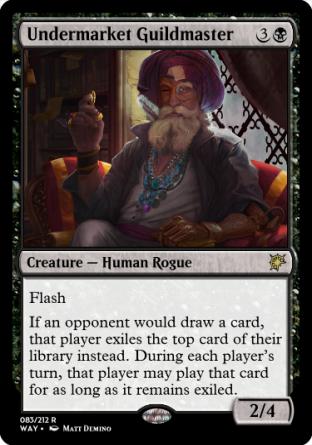 Undermarket Guildmaster 3
Creature — Human Rogue
Flash
If an opponent would draw a card,
that player exiles the top card of their
library instead. During each player's
turn, that player may play that card
for as long as it remains exiled.
083/212 R
WAY • Matt Demino
2/4